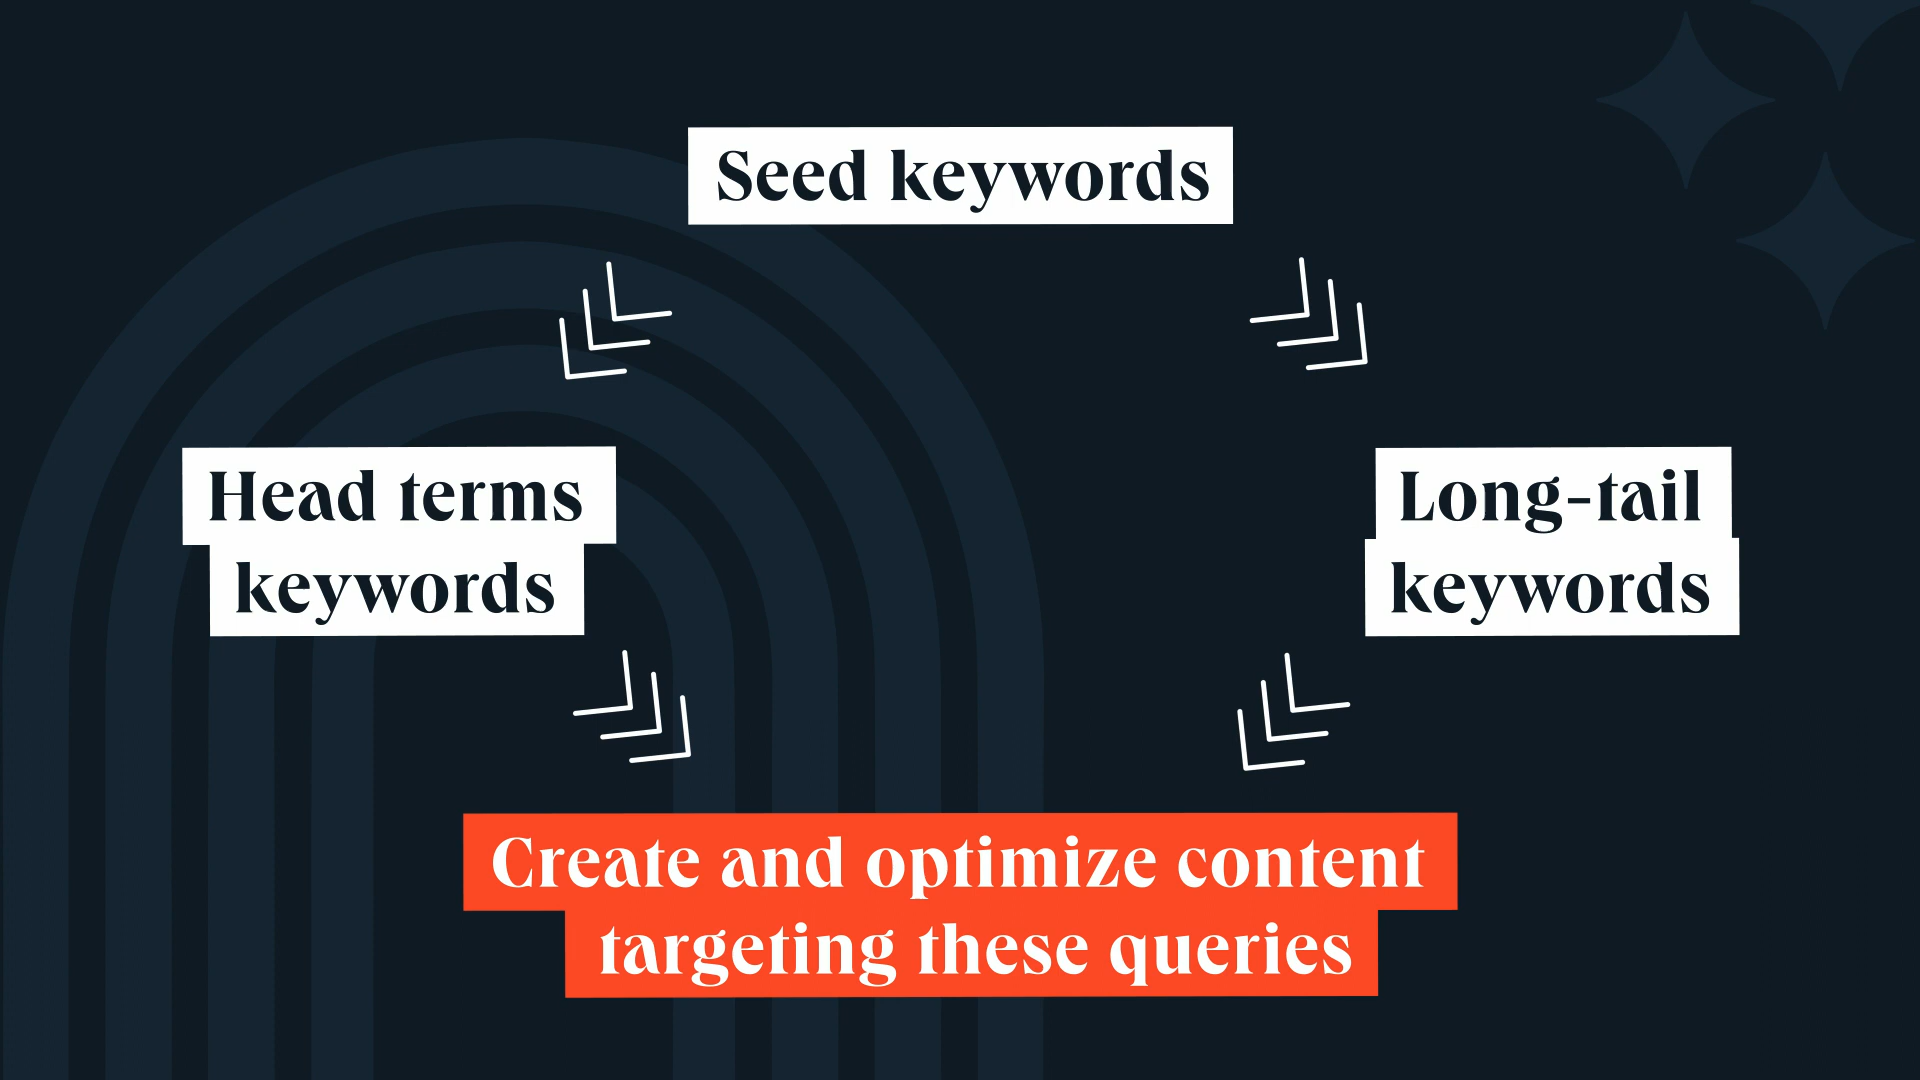 Seed keywords
Head terms
keywords
Long-tail
keywords
Create and optimize content
targeting these queries